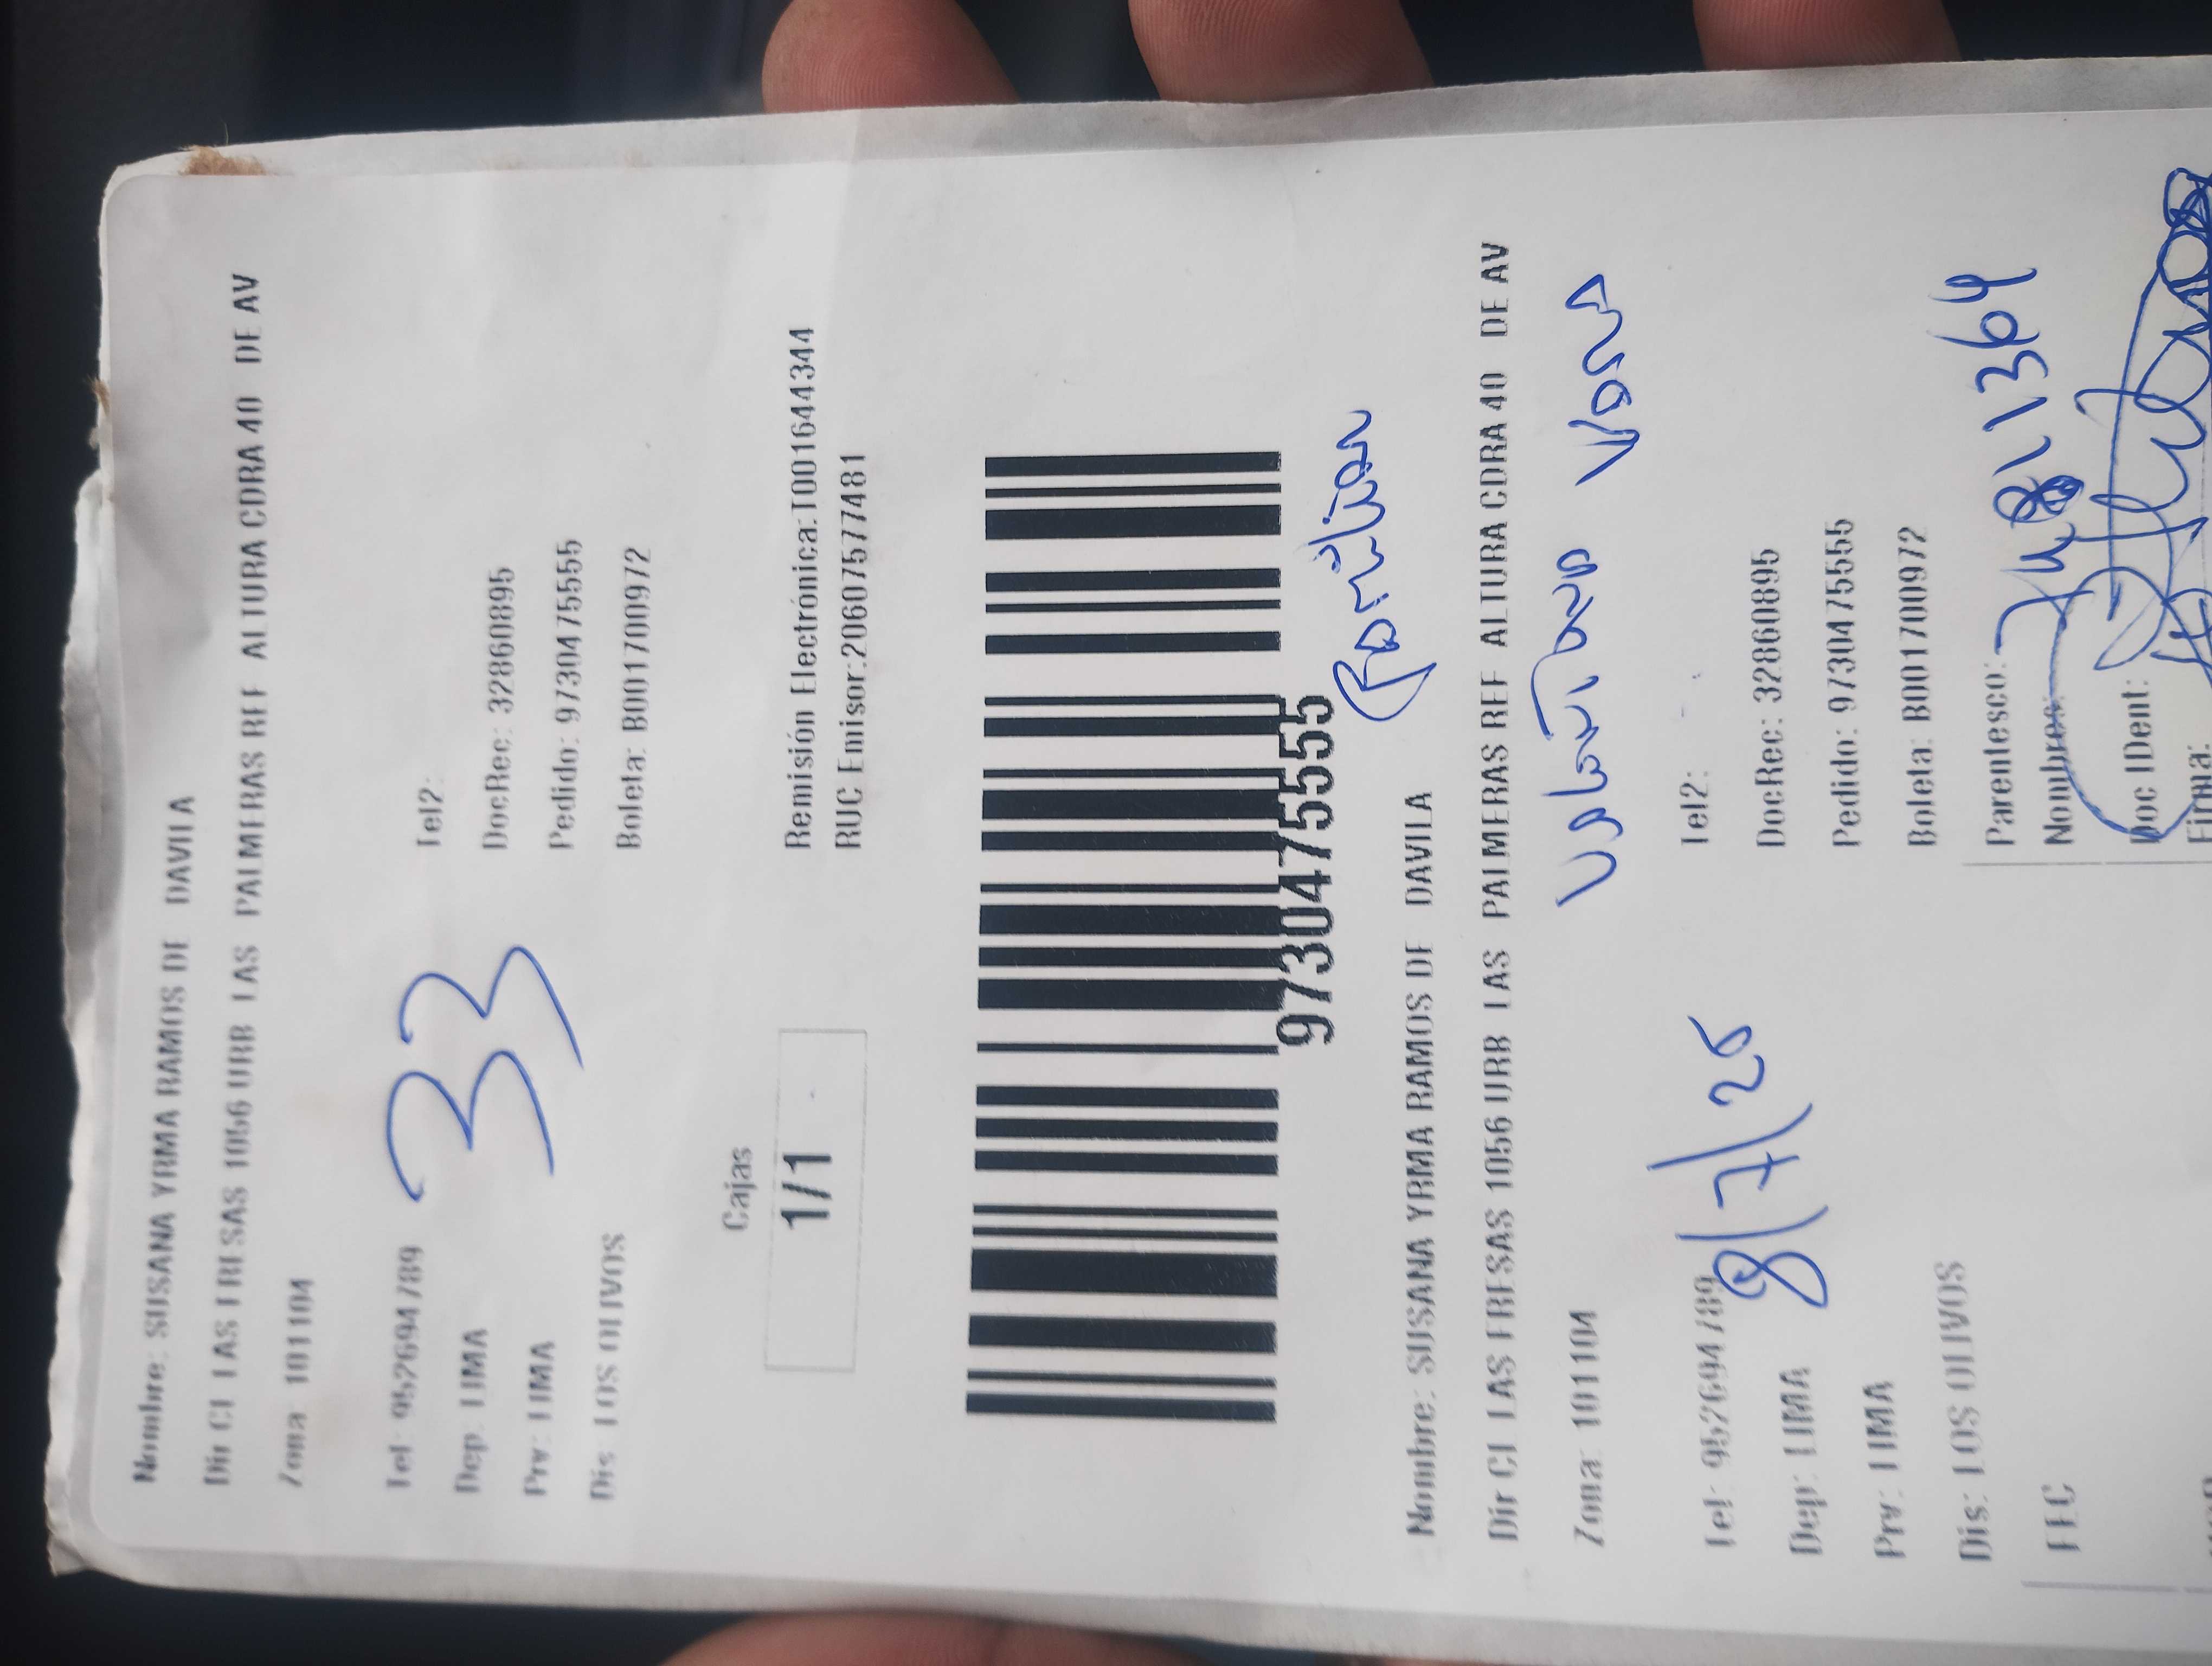 Nombre: SUSANA YRMA RAMOS DE DAVILA
Dir CL LAS FRESAS 1056 URB LAS PALMERAS REF ALTURA CDRA 40 DE AV
Zona 101104
Tel: 952694789 Tel2:
33
Dep: LIMA DocRec: 32860895
Prv: LIMA Pedido: 9730475555
Dis LOS OLIVOS Boleta: B001700972
Cajas
1/1
Remisión Electrónica:T001644344
RUC Emisor:20607577481
9730475555
Nombre: SUSANA YRMA RAMOS DE DAVILA
Dir CL LAS FRESAS 1056 URB LAS PALMERAS REF ALTURA CDRA 40 DE AV
Zona: 101104
Tel: 952694789 Tel2:
8/7/25
Dep: LIMA DocRec: 32860895
Prv: LIMA Pedido: 9730475555
Dis: LOS OLIVOS Boleta: B001700972
FEC
Parentesco:
Nombres:
Doc IDent:
Firma: